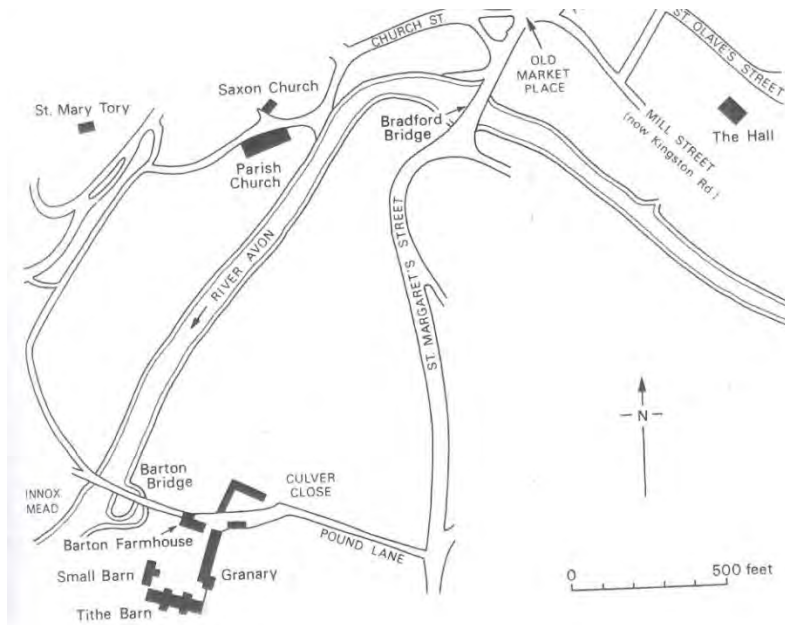 CHURCH ST.
ST. OLAVE'S STREET
OLD
MARKET
PLACE
Saxon Church
St. Mary Tory
Bradford
Bridge
MILL STREET
(now Kingston Rd.)
The Hall
Parish
Church
RIVER AVON
ST. MARGARET'S STREET
N
Barton
Bridge
CULVER
CLOSE
INNOX
MEAD
Barton Farmhouse
POUND LANE
Small Barn
Granary
Tithe Barn
0
500 feet